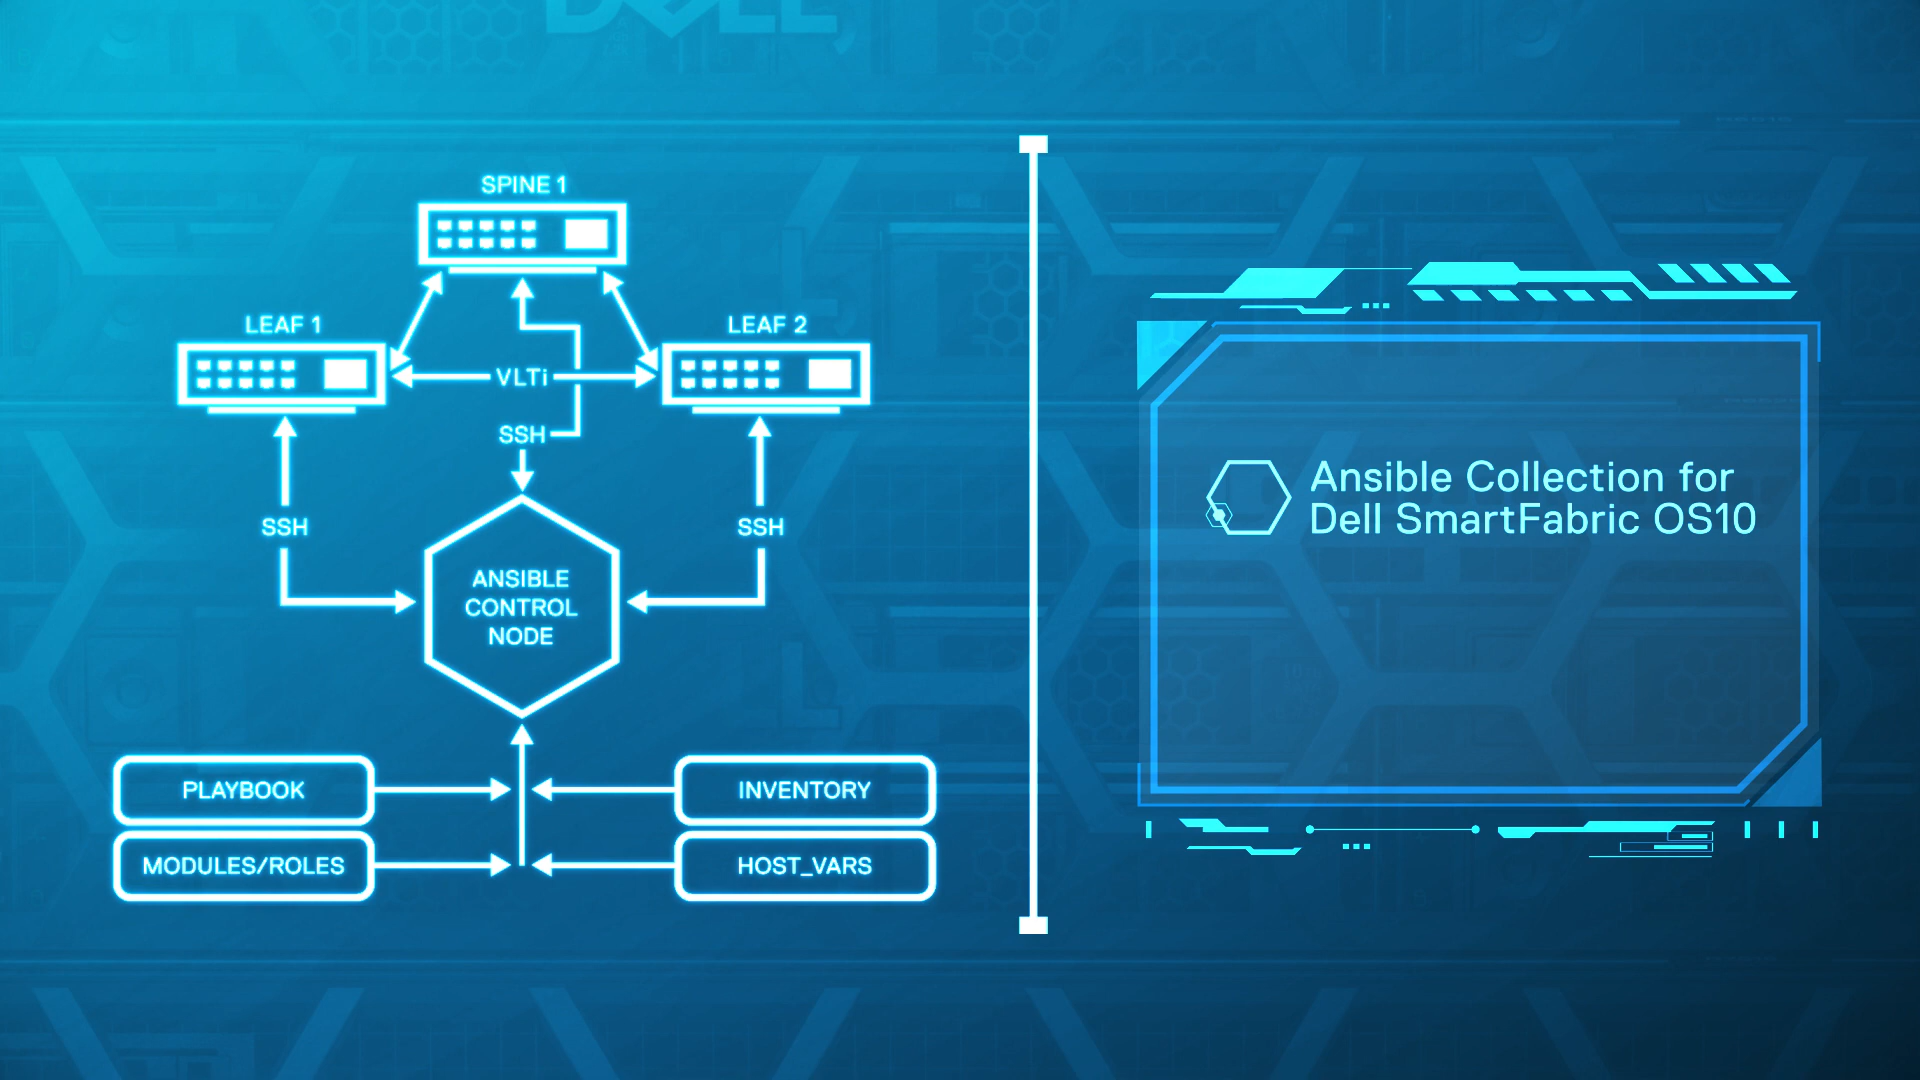 DELL
SPINE 1
LEAF 1
LEAF 2
VLTi
SSH
SSH
SSH
ANSIBLE
CONTROL
NODE
PLAYBOOK
INVENTORY
MODULES/ROLES
HOST_VARS
Ansible Collection for
Dell SmartFabric OS10